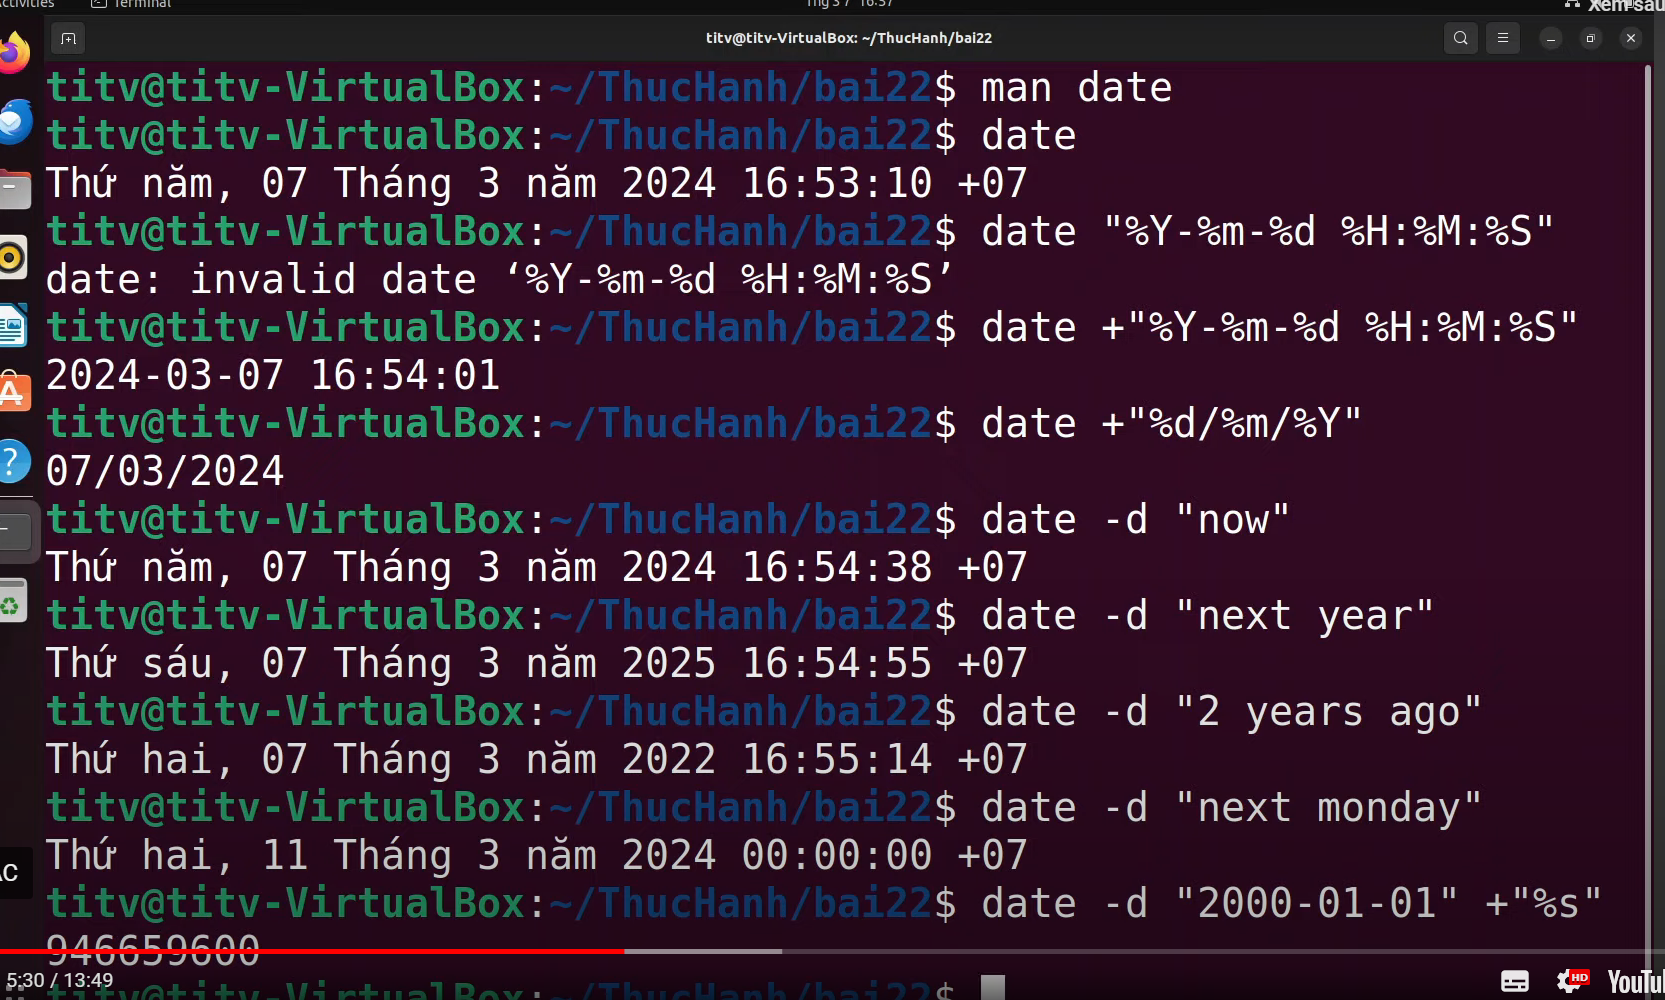 Terminal
Xem sau
titv@titv-VirtualBox: ~/ThucHanh/bai22
titv@titv-VirtualBox:~/ThucHanh/bai22$ man date
titv@titv-VirtualBox:~/ThucHanh/bai22$ date
Thứ năm, 07 Tháng 3 năm 2024 16:53:10 +07
titv@titv-VirtualBox:~/ThucHanh/bai22$ date "%Y-%m-%d %H:%M:%S"
date: invalid date ‘%Y-%m-%d %H:%M:%S’
titv@titv-VirtualBox:~/ThucHanh/bai22$ date +"%Y-%m-%d %H:%M:%S"
2024-03-07 16:54:01
titv@titv-VirtualBox:~/ThucHanh/bai22$ date +"%d/%m/%Y"
07/03/2024
titv@titv-VirtualBox:~/ThucHanh/bai22$ date -d "now"
Thứ năm, 07 Tháng 3 năm 2024 16:54:38 +07
titv@titv-VirtualBox:~/ThucHanh/bai22$ date -d "next year"
Thứ sáu, 07 Tháng 3 năm 2025 16:54:55 +07
titv@titv-VirtualBox:~/ThucHanh/bai22$ date -d "2 years ago"
Thứ hai, 07 Tháng 3 năm 2022 16:55:14 +07
titv@titv-VirtualBox:~/ThucHanh/bai22$ date -d "next monday"
Thứ hai, 11 Tháng 3 năm 2024 00:00:00 +07
titv@titv-VirtualBox:~/ThucHanh/bai22$ date -d "2000-01-01" +"%s"
946659600
titv@titv-VirtualBox:~/ThucHanh/bai22$
5:30 / 13:49
HD